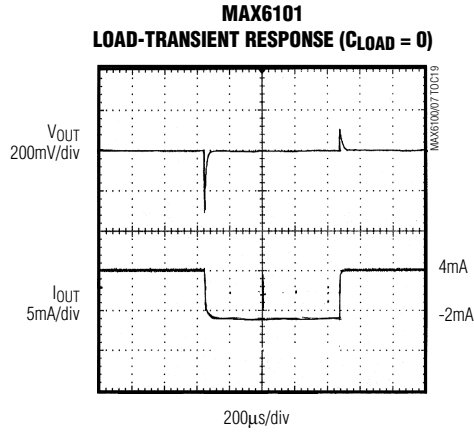 MAX6101
LOAD-TRANSIENT RESPONSE (CLOAD = 0)
MAX6100/07 TOC19
VOUT
200mV/div
4mA
IOUT
5mA/div
-2mA
200μs/div